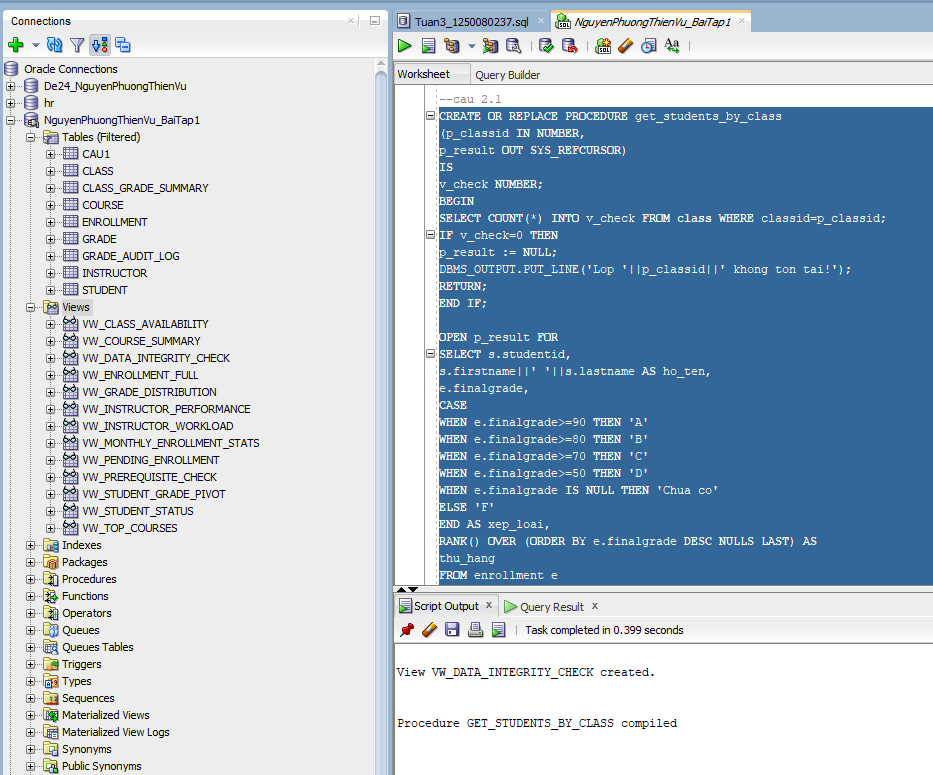 Connections
Oracle Connections
De24_NguyenPhuongThienVu
hr
NguyenPhuongThienVu_BaiTap1
Tables (Filtered)
CAU1
CLASS
CLASS_GRADE_SUMMARY
COURSE
ENROLLMENT
GRADE
GRADE_AUDIT_LOG
INSTRUCTOR
STUDENT
Views
VW_CLASS_AVAILABILITY
VW_COURSE_SUMMARY
VW_DATA_INTEGRITY_CHECK
VW_ENROLLMENT_FULL
VW_GRADE_DISTRIBUTION
VW_INSTRUCTOR_PERFORMANCE
VW_INSTRUCTOR_WORKLOAD
VW_MONTHLY_ENROLLMENT_STATS
VW_PENDING_ENROLLMENT
VW_PREREQUISITE_CHECK
VW_STUDENT_GRADE_PIVOT
VW_STUDENT_STATUS
VW_TOP_COURSES
Indexes
Packages
Procedures
Functions
Operators
Queues
Queues Tables
Triggers
Types
Sequences
Materialized Views
Materialized View Logs
Synonyms
Public Synonyms
Tuan3_1250080237.sql
NguyenPhuongThienVu_BaiTap1
Worksheet
Query Builder
--cau 2.1
CREATE OR REPLACE PROCEDURE get_students_by_class
(p_classid IN NUMBER,
p_result OUT SYS_REFCURSOR)
IS
v_check NUMBER;
BEGIN
SELECT COUNT(*) INTO v_check FROM class WHERE classid=p_classid;
IF v_check=0 THEN
p_result := NULL;
DBMS_OUTPUT.PUT_LINE('Lop '||p_classid||' khong ton tai!');
RETURN;
END IF;
OPEN p_result FOR
SELECT s.studentid,
s.firstname||' '||s.lastname AS ho_ten,
e.finalgrade,
CASE
WHEN e.finalgrade>=90 THEN 'A'
WHEN e.finalgrade>=80 THEN 'B'
WHEN e.finalgrade>=70 THEN 'C'
WHEN e.finalgrade>=50 THEN 'D'
WHEN e.finalgrade IS NULL THEN 'Chua co'
ELSE 'F'
END AS xep_loai,
RANK() OVER (ORDER BY e.finalgrade DESC NULLS LAST) AS
thu_hang
FROM enrollment e
Script Output
Query Result
Task completed in 0.399 seconds
View VW_DATA_INTEGRITY_CHECK created.
Procedure GET_STUDENTS_BY_CLASS compiled